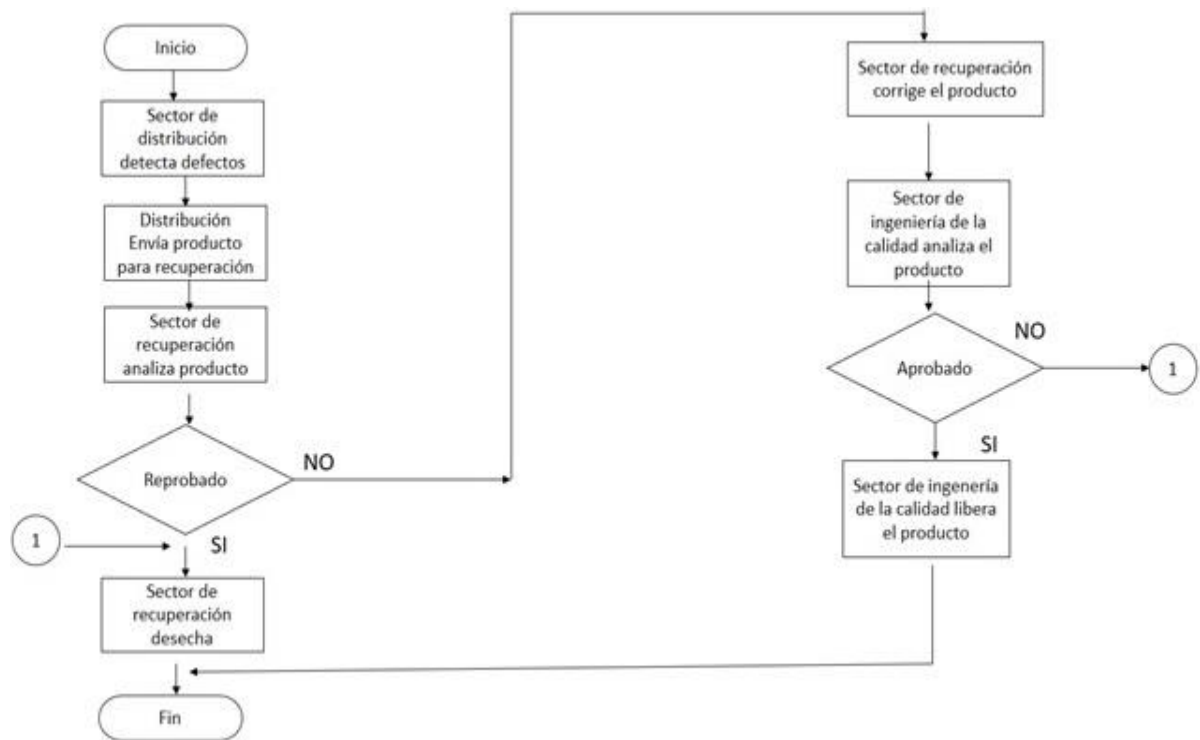 Inicio
Sector de
distribución
detecta defectos
Distribución
Envía producto
para recuperación
Sector de
recuperación
analiza producto
Reprobado
NO
1
SI
Sector de
recuperación
desecha
Fin
Sector de recuperación
corrige el producto
Sector de
ingeniería de la
calidad analiza el
producto
Aprobado
NO
1
SI
Sector de ingenería
de la calidad libera
el producto